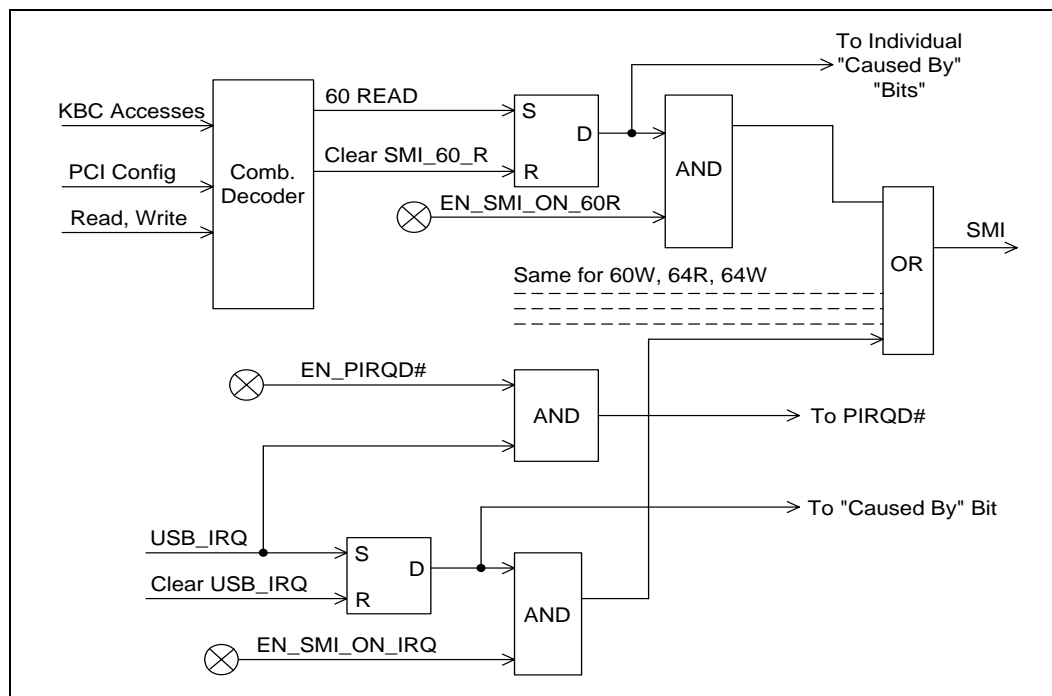 To Individual
"Caused By"
"Bits"
KBC Accesses
60 READ
S
D
R
Clear SMI_60_R
PCI Config
Comb.
Decoder
AND
Read, Write
EN_SMI_ON_60R
SMI
OR
Same for 60W, 64R, 64W
EN_PIRQD#
AND
To PIRQD#
To "Caused By" Bit
USB_IRQ
S
D
R
Clear USB_IRQ
AND
EN_SMI_ON_IRQ